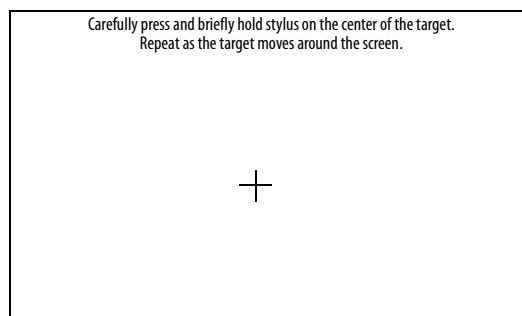 Carefully press and briefly hold stylus on the center of the target.
Repeat as the target moves around the screen.